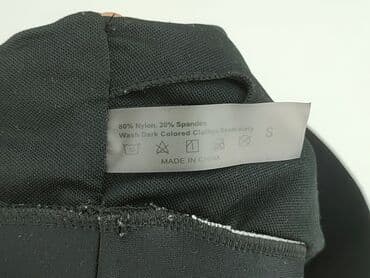 80% Nylon, 20% Spandex
Wash Dark Colored Clothes Separately
S
MADE IN CHINA